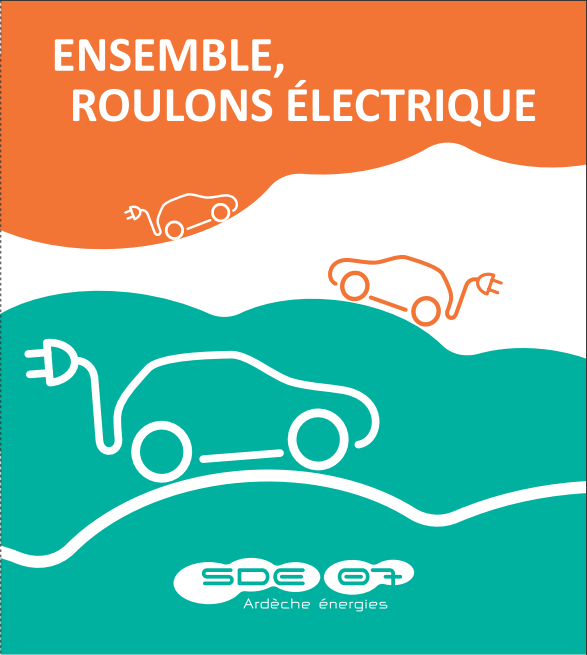 ENSEMBLE,
ROULONS ÉLECTRIQUE
SDE 07
Ardèche énergies